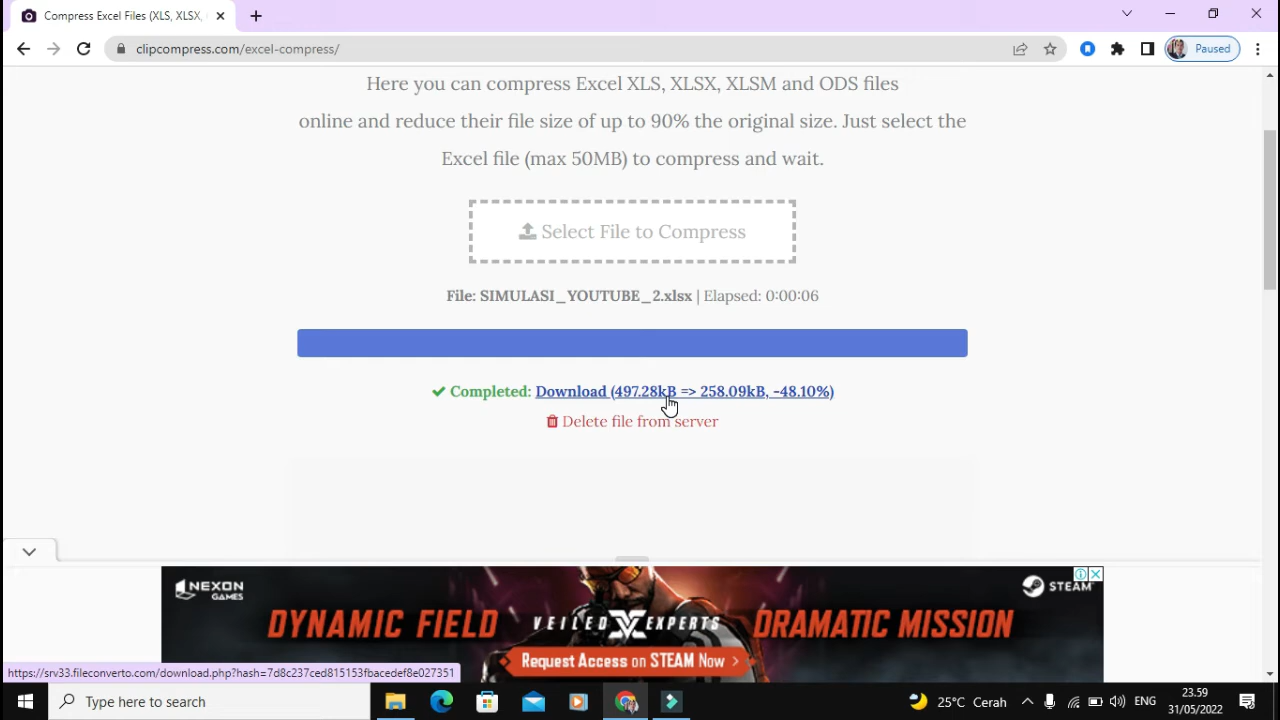 Compress Excel Files (XLS, XLSX,
clipcompress.com/excel-compress/
Paused
Here you can compress Excel XLS, XLSX, XLSM and ODS files
online and reduce their file size of up to 90% the original size. Just select the
Excel file (max 50MB) to compress and wait.
Select File to Compress
File: SIMULASI_YOUTUBE_2.xlsx | Elapsed: 0:00:06
Completed: Download (497.28kB => 258.09kB, -48.10%)
Delete file from server
NEXON
GAMES
STEAM
DYNAMIC FIELD
VEILED EXPERTS
DRAMATIC MISSION
Request Access on STEAM Now >
https://srv33.fileconverto.com/download.php?hash=7d8c237ced815153fbacedef8e027351
Type here to search
25°C Cerah
ENG
23.59
31/05/2022